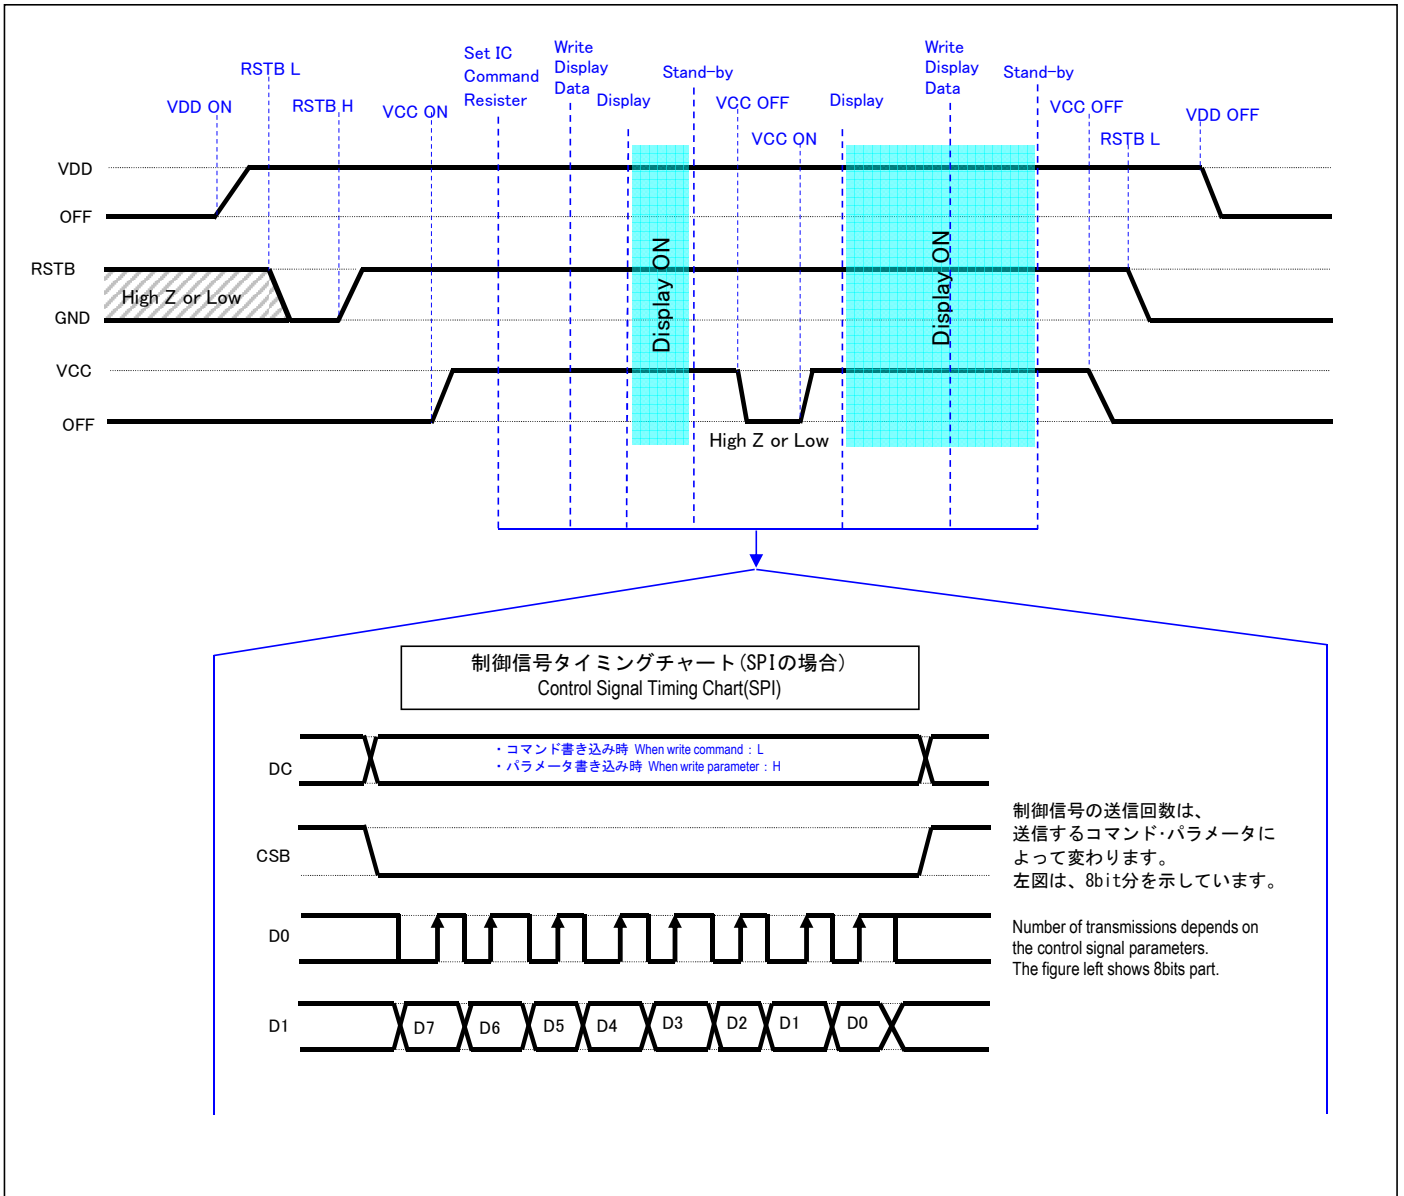 Set IC
Command
Resister
Write
Display
Data
Display
Stand-by
Write
Display
Data
Stand-by
RSTB L
VDD ON
RSTB H
VCC ON
VCC OFF
VCC ON
Display
VCC OFF
RSTB L
VDD OFF
VDD
OFF
RSTB
High Z or Low
GND
VCC
OFF
Display ON
Display ON
High Z or Low
制御信号タイミングチャート(SPIの場合)
Control Signal Timing Chart(SPI)
DC
・コマンド書き込み時 When write command : L
・パラメータ書き込み時 When write parameter : H
CSB
D0
D1
D7
D6
D5
D4
D3
D2
D1
D0
制御信号の送信回数は、
送信するコマンド・パラメータに
よって変わります。
左図は、8bit分を示しています。
Number of transmissions depends on
the control signal parameters.
The figure left shows 8bits part.